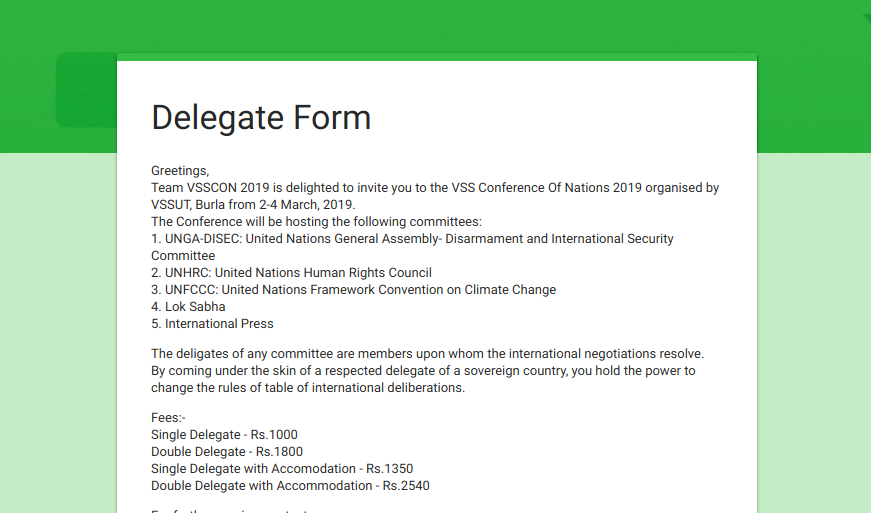 Delegate Form
Greetings,
Team VSSCON 2019 is delighted to invite you to the VSS Conference Of Nations 2019 organised by
VSSUT, Burla from 2-4 March, 2019.
The Conference will be hosting the following committees:
1. UNGA-DISEC: United Nations General Assembly- Disarmament and International Security
Committee
2. UNHRC: United Nations Human Rights Council
3. UNFCCC: United Nations Framework Convention on Climate Change
4. Lok Sabha
5. International Press
The deligates of any committee are members upon whom the international negotiations resolve.
By coming under the skin of a respected delegate of a sovereign country, you hold the power to
change the rules of table of international deliberations.
Fees:-
Single Delegate - Rs.1000
Double Delegate - Rs.1800
Single Delegate with Accomodation - Rs.1350
Double Delegate with Accommodation - Rs.2540